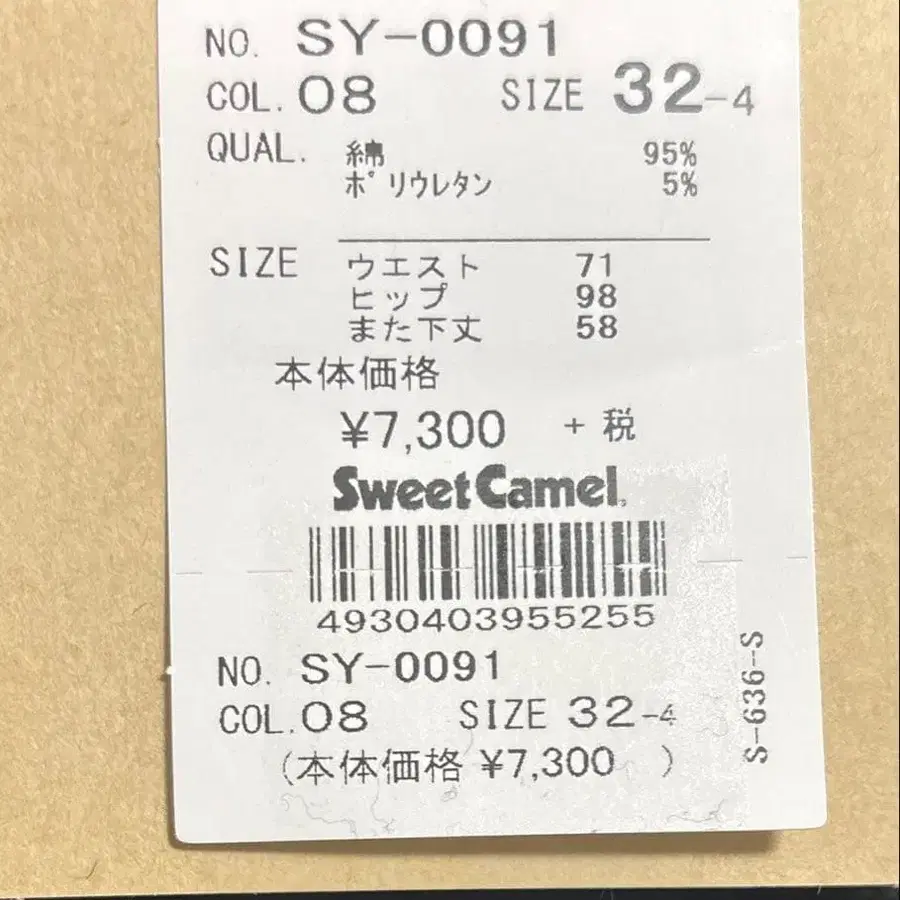 NO. SY-0091
COL. 08 SIZE 32-4
QUAL. 綿 95%
ポリウレタン 5%
SIZE ウエスト 71
ヒップ 98
また下丈 58
本体価格
¥7,300 + 税
SweetCamel
4930403955255
NO. SY-0091
COL. 08 SIZE 32-4
(本体価格 ¥7,300 )
S-636-S